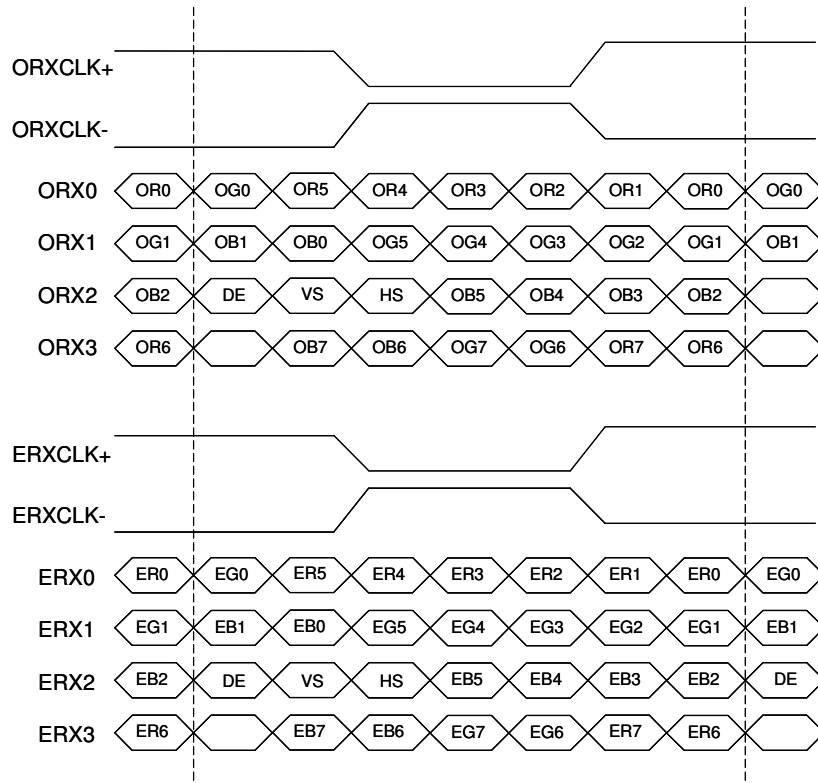 ORXCLK+
ORXCLK-
ORX0 OR0 OG0 OR5 OR4 OR3 OR2 OR1 OR0 OG0
ORX1 OG1 OB1 OB0 OG5 OG4 OG3 OG2 OG1 OB1
ORX2 OB2 DE VS HS OB5 OB4 OB3 OB2
ORX3 OR6 OB7 OB6 OG7 OG6 OR7 OR6
ERXCLK+
ERXCLK-
ERX0 ER0 EG0 ER5 ER4 ER3 ER2 ER1 ER0 EG0
ERX1 EG1 EB1 EB0 EG5 EG4 EG3 EG2 EG1 EB1
ERX2 EB2 DE VS HS EB5 EB4 EB3 EB2 DE
ERX3 ER6 EB7 EB6 EG7 EG6 ER7 ER6